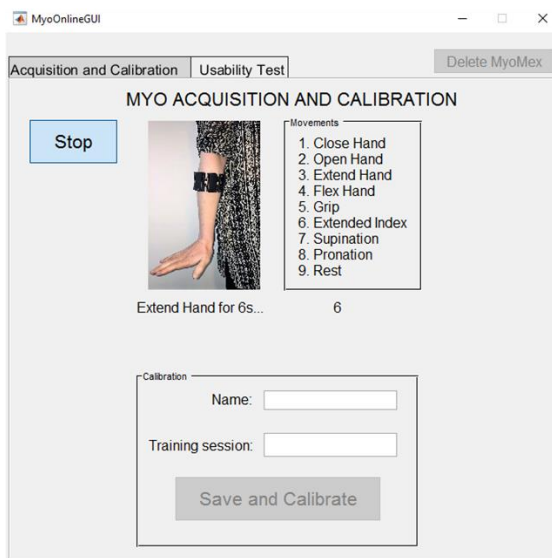 MyoOnlineGUI
Delete MyoMex
Acquisition and Calibration
Usability Test
MYO ACQUISITION AND CALIBRATION
Stop
Movements
1. Close Hand
2. Open Hand
3. Extend Hand
4. Flex Hand
5. Grip
6. Extended Index
7. Supination
8. Pronation
9. Rest
Extend Hand for 6s...
6
Calibration
Name:
Training session:
Save and Calibrate